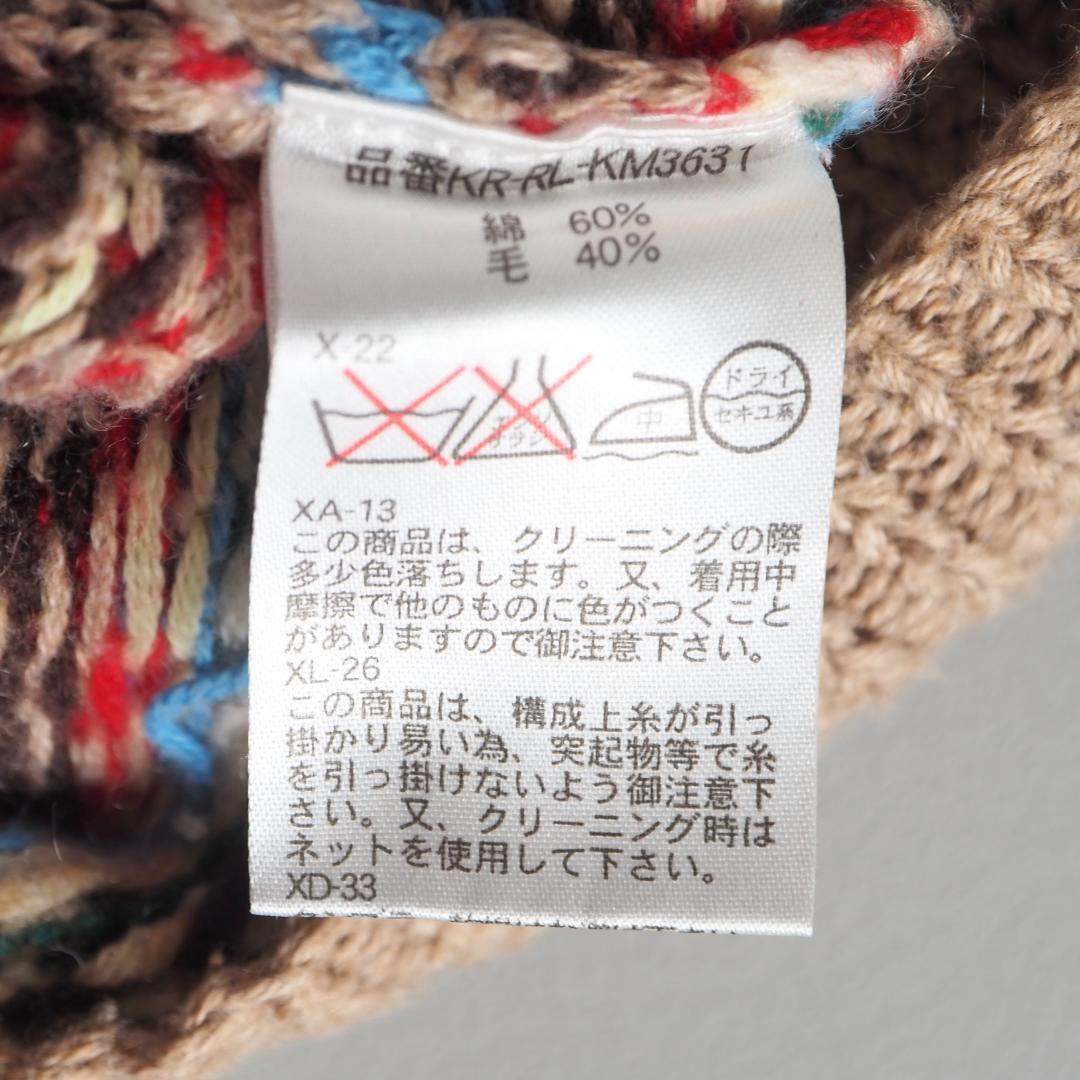 品番KR-RL-KM3631
綿 60%
毛 40%
X-22
中
ドライ
セキユ系
XA-13
この商品は、クリーニングの際
多少色落ちします。又、着用中
摩擦で他のものに色がつくこと
がありますので御注意下さい。
XL-26
この商品は、構成上糸が引っ
掛かり易い為、突起物等で糸
を引っ掛けないよう御注意下
さい。又、クリーニング時は
ネットを使用して下さい。
XD-33